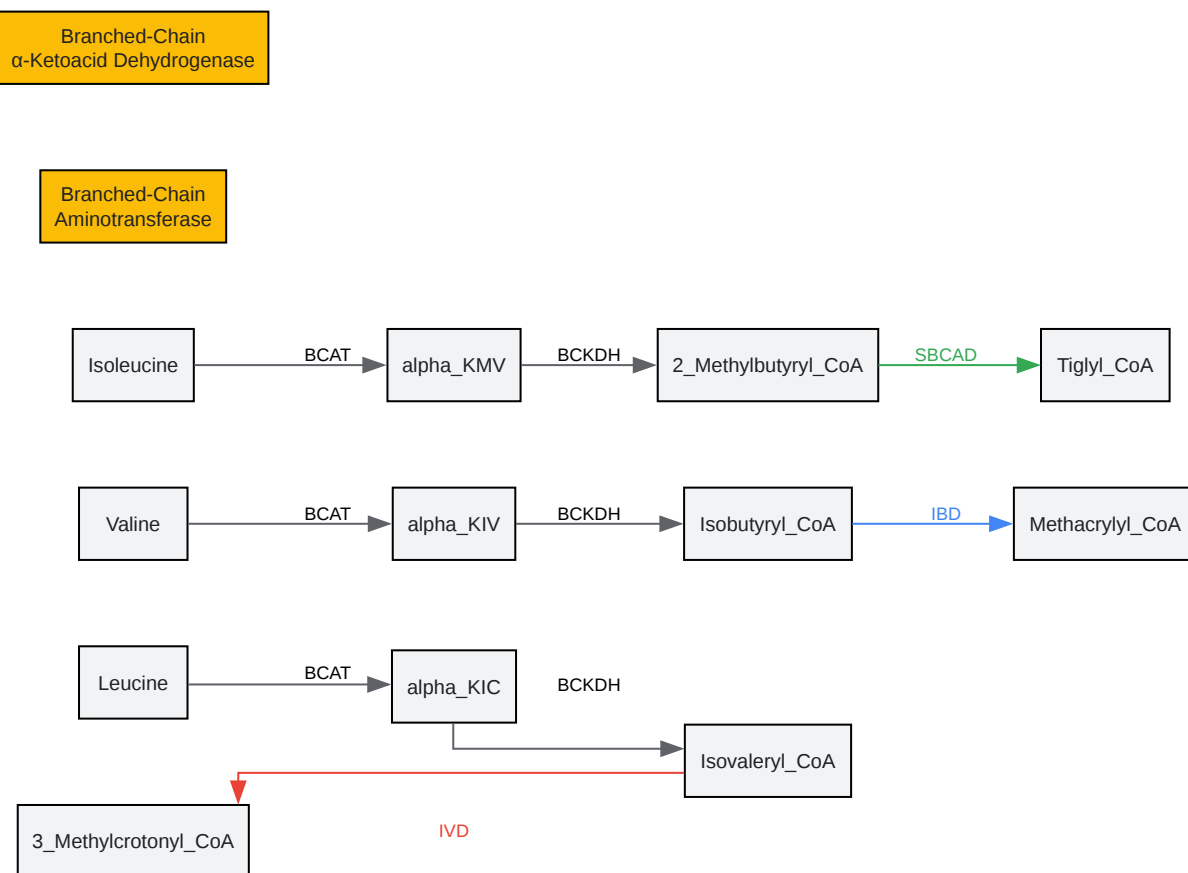 Branched-Chain
α-Ketoacid Dehydrogenase
Branched-Chain
Aminotransferase
Isoleucine BCAT alpha_KMV BCKDH 2_Methylbutyryl_CoA SBCAD Tiglyl_CoA
Valine BCAT alpha_KIV BCKDH Isobutyryl_CoA IBD Methacrylyl_CoA
Leucine BCAT alpha_KIC BCKDH
Isovaleryl_CoA
IVD
3_Methylcrotonyl_CoA